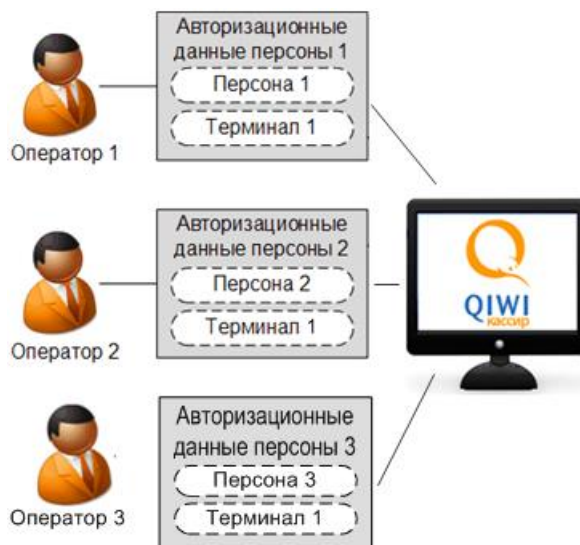 Авторизационные
данные персоны 1
Персона 1
Терминал 1
Оператор 1
Авторизационные
данные персоны 2
Персона 2
Терминал 1
Оператор 2
QIWI
кассир
Авторизационные
данные персоны 3
Персона 3
Терминал 1
Оператор 3